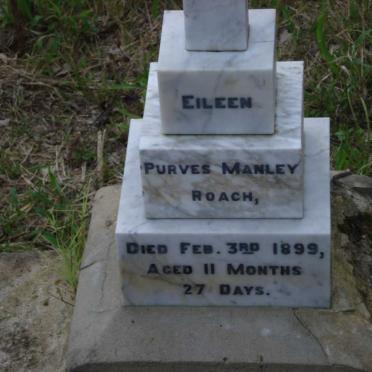 EILEEN
PURVES MANLEY
ROACH,
DIED FEB. 3RD 1899,
AGED 11 MONTHS
27 DAYS.